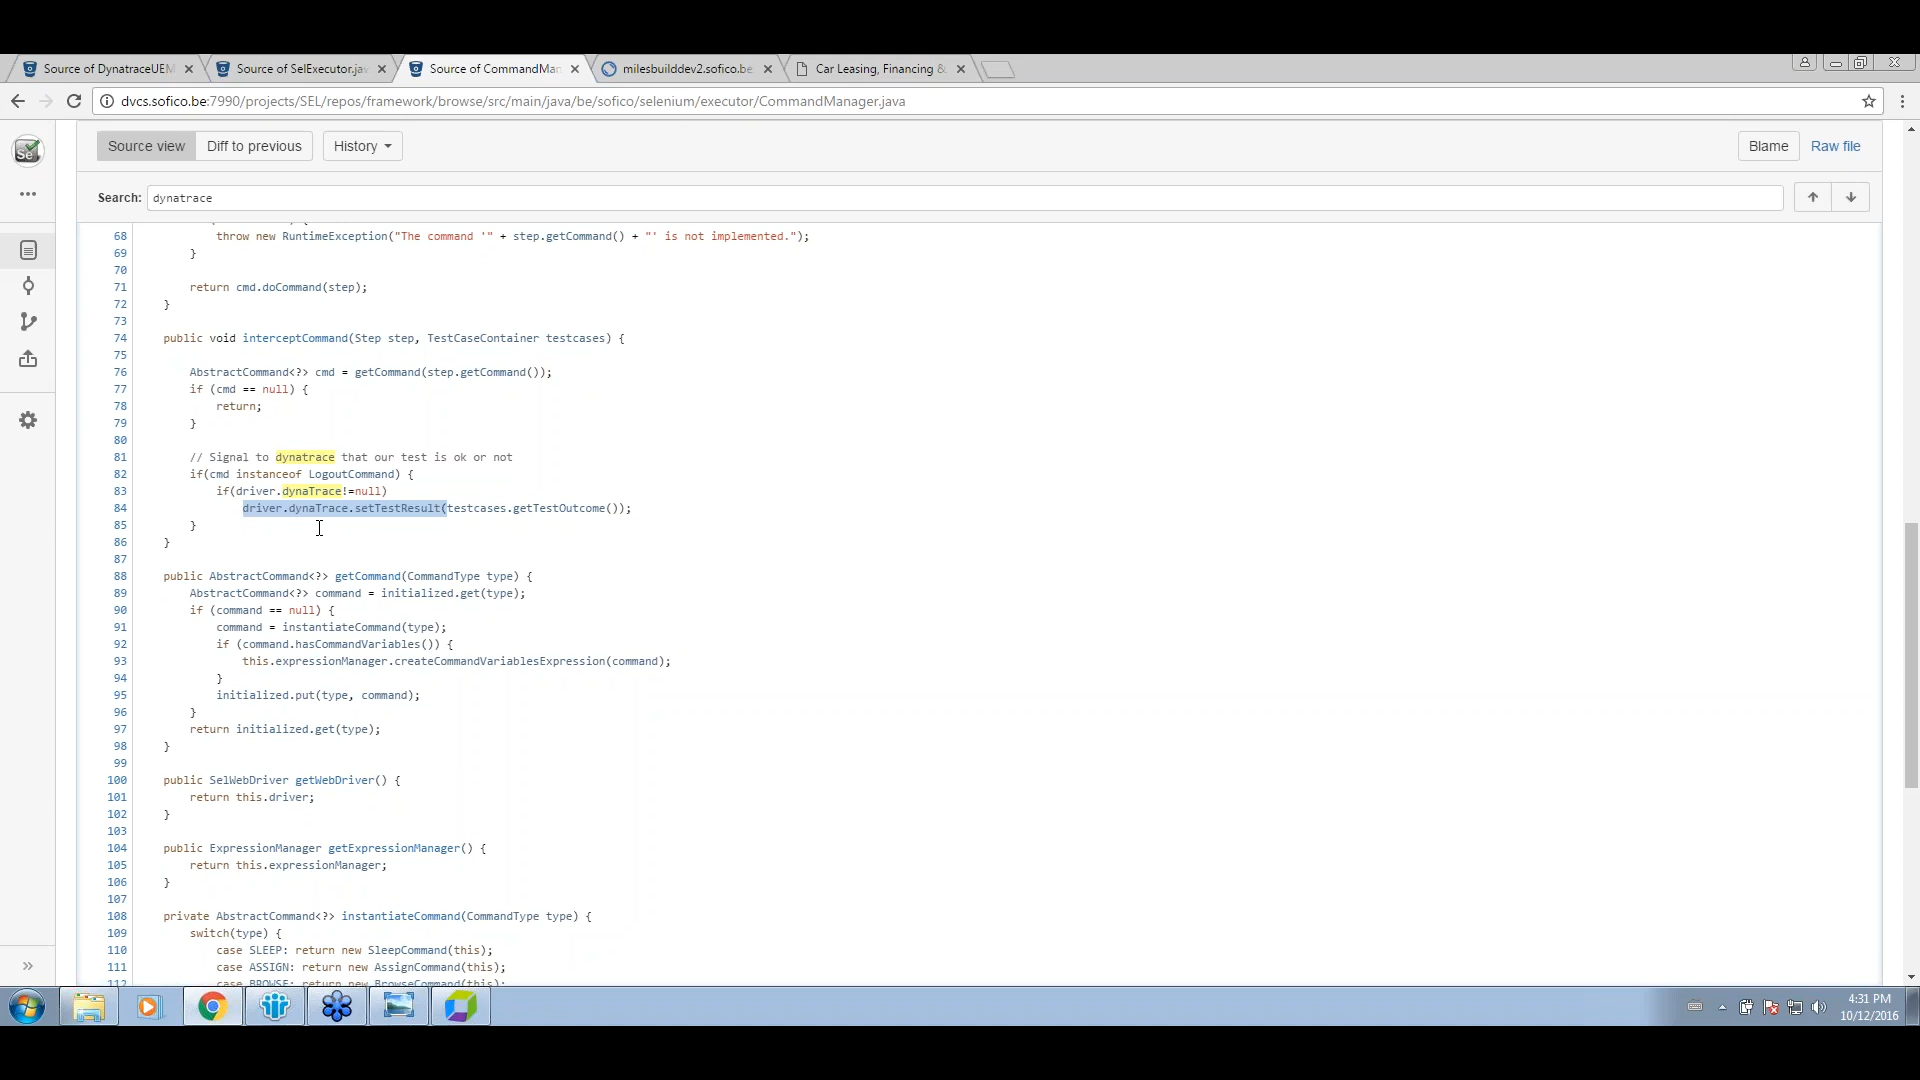 Source of DynatraceUEM
Source of SelExecutor.jav
Source of CommandMan
milesbuilddev2.sofico.be
Car Leasing, Financing &
dvcs.sofico.be:7990/projects/SEL/repos/framework/browse/src/main/java/be/sofico/selenium/executor/CommandManager.java
Source view
Diff to previous
History
Blame
Raw file
Search:
dynatrace
68 throw new RuntimeException("The command '" + step.getCommand() + "' is not implemented.");
69 }
70
71 return cmd.doCommand(step);
72 }
73
74 public void interceptCommand(Step step, TestCaseContainer testcases) {
75
76 AbstractCommand<?> cmd = getCommand(step.getCommand());
77 if (cmd == null) {
78 return;
79 }
80
81 // Signal to dynatrace that our test is ok or not
82 if(cmd instanceof LogoutCommand) {
83 if(driver.dynaTrace!=null)
84 driver.dynaTrace.setTestResult(testcases.getTestOutcome());
85 }
86 }
87
88 public AbstractCommand<?> getCommand(CommandType type) {
89 AbstractCommand<?> command = initialized.get(type);
90 if (command == null) {
91 command = instantiateCommand(type);
92 if (command.hasCommandVariables()) {
93 this.expressionManager.createCommandVariablesExpression(command);
94 }
95 initialized.put(type, command);
96 }
97 return initialized.get(type);
98 }
99
100 public SelWebDriver getWebDriver() {
101 return this.driver;
102 }
103
104 public ExpressionManager getExpressionManager() {
105 return this.expressionManager;
106 }
107
108 private AbstractCommand<?> instantiateCommand(CommandType type) {
109 switch(type) {
110 case SLEEP: return new SleepCommand(this);
111 case ASSIGN: return new AssignCommand(this);
112 case BROWSE: return new BrowseCommand(this);
4:31 PM
10/12/2016